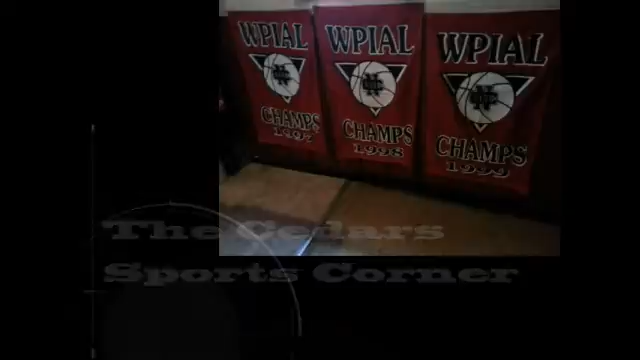 WPIAL
CHAMPS
1997
WPIAL
CHAMPS
1998
WPIAL
CHAMPS
1999
The Cedars
Sports Corner